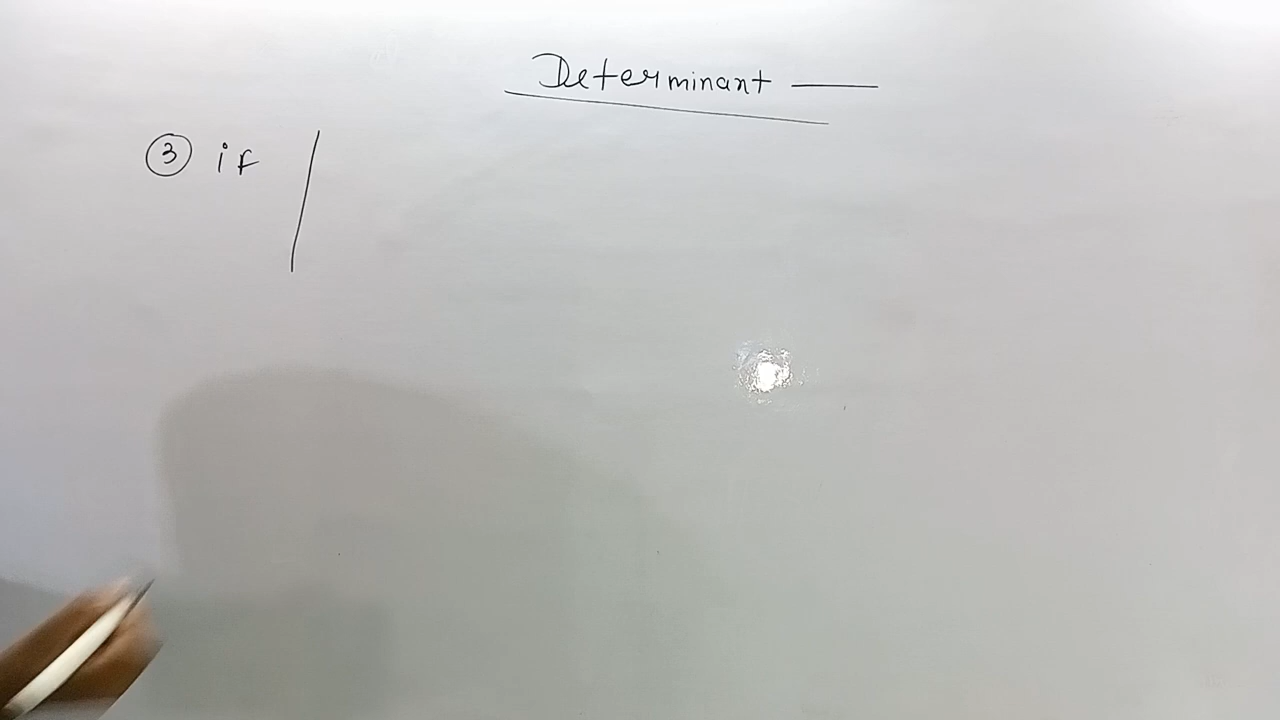 Determinant —
③ if |